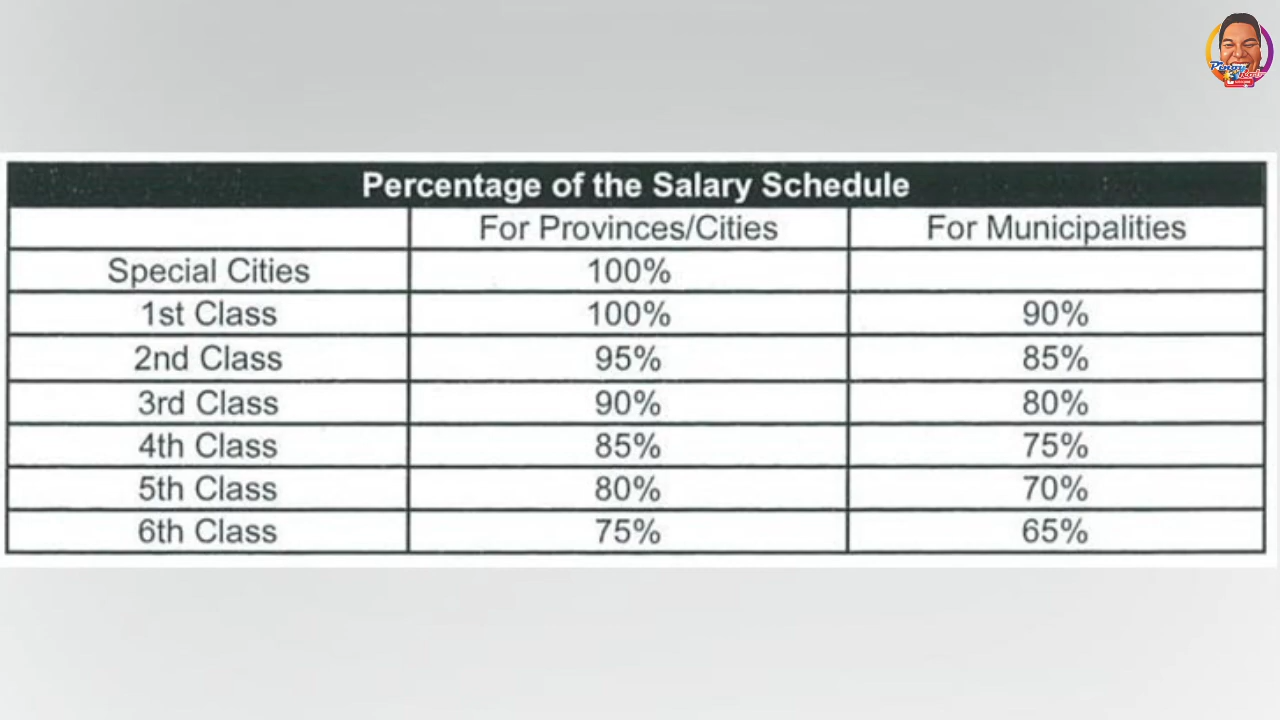 Percentage of the Salary Schedule
For Provinces/Cities For Municipalities
Special Cities 100%
1st Class 100% 90%
2nd Class 95% 85%
3rd Class 90% 80%
4th Class 85% 75%
5th Class 80% 70%
6th Class 75% 65%